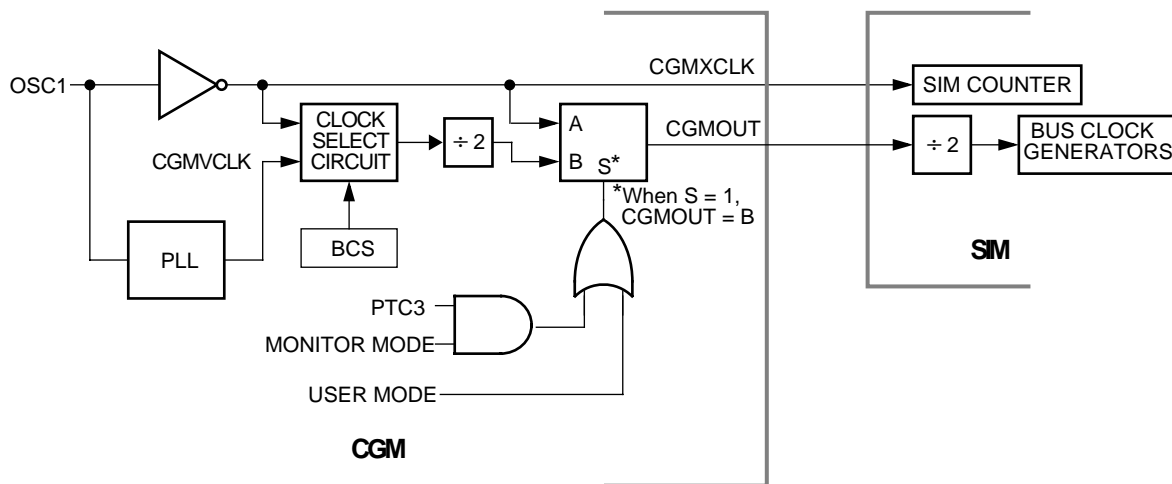 OSC1
CGMXCLK
SIM COUNTER
CLOCK
SELECT
CIRCUIT
CGMVCLK
÷ 2
A
B
S*
CGMOUT
÷ 2
BUS CLOCK
GENERATORS
*When S = 1,
CGMOUT = B
BCS
PLL
SIM
PTC3
MONITOR MODE
USER MODE
CGM